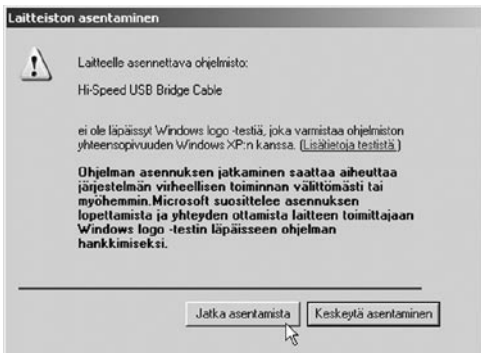 Laitteiston asentaminen
Laitteelle asennettava ohjelmisto:
Hi-Speed USB Bridge Cable
ei ole läpäissyt Windows logo -testiä, joka varmistaa ohjelmiston
yhteensopivuuden Windows XP:n kanssa. (Lisätietoja testistä.)
Ohjelman asennuksen jatkaminen saattaa aiheuttaa
järjestelmän virheellisen toiminnan välittömästi tai
myöhemmin.Microsoft suosittelee asennuksen
lopettamista ja yhteyden ottamista laitteen toimittajaan
Windows logo -testin läpäisseen ohjelman
hankkimiseksi.
Jatka asentamista Keskeytä asentaminen